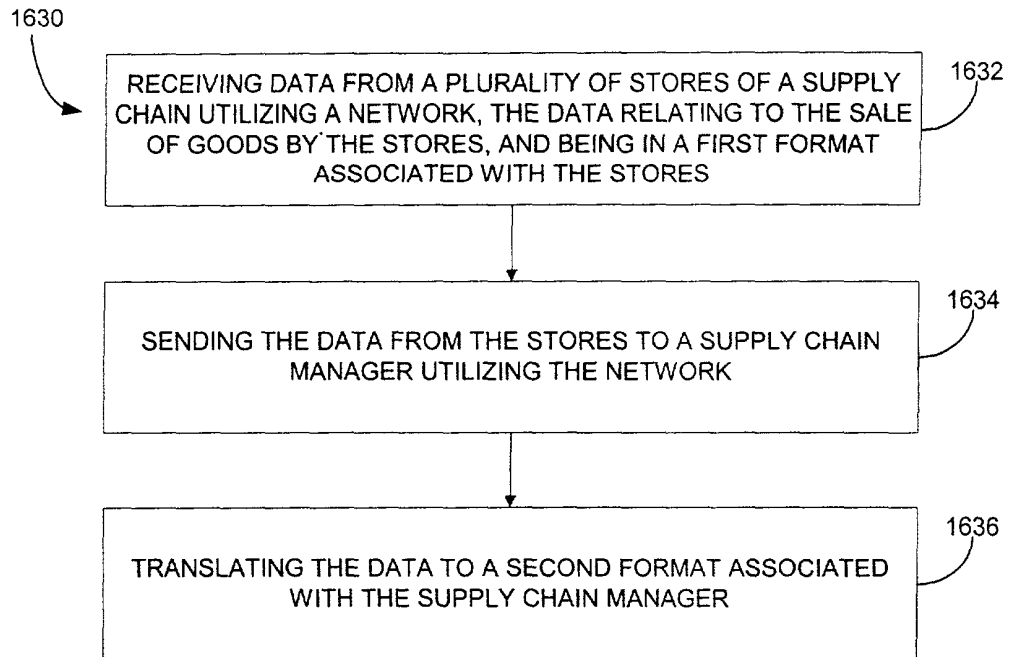 1630
RECEIVING DATA FROM A PLURALITY OF STORES OF A SUPPLY
CHAIN UTILIZING A NETWORK, THE DATA RELATING TO THE SALE
OF GOODS BY THE STORES, AND BEING IN A FIRST FORMAT
ASSOCIATED WITH THE STORES
1632
SENDING THE DATA FROM THE STORES TO A SUPPLY CHAIN
MANAGER UTILIZING THE NETWORK
1634
TRANSLATING THE DATA TO A SECOND FORMAT ASSOCIATED
WITH THE SUPPLY CHAIN MANAGER
1636